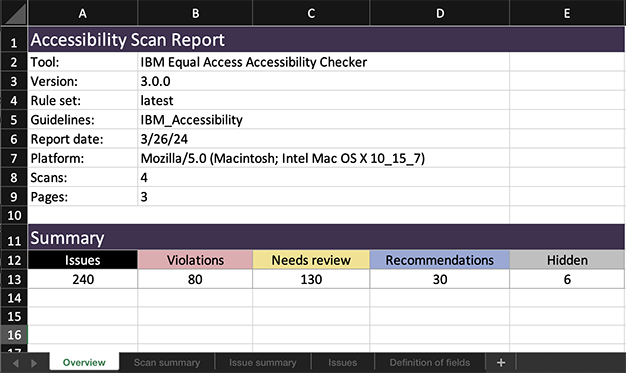 A B C D E
1 Accessibility Scan Report
2 Tool: IBM Equal Access Accessibility Checker
3 Version: 3.0.0
4 Rule set: latest
5 Guidelines: IBM_Accessibility
6 Report date: 3/26/24
7 Platform: Mozilla/5.0 (Macintosh; Intel Mac OS X 10_15_7)
8 Scans: 4
9 Pages: 3
10
11 Summary
12 Issues Violations Needs review Recommendations Hidden
13 240 80 130 30 6
14
15
16
17
Overview Scan summary Issue summary Issues Definition of fields +